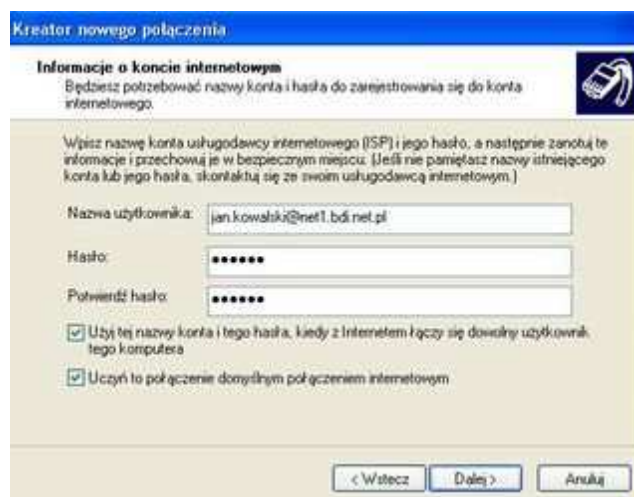 Kreator nowego połączenia
Informacje o koncie internetowym
Będziesz potrzebować nazwy konta i hasła do zarejestrowania się do konta
internetowego.
Wpisz nazwę konta usługodawcy internetowego (ISP) i jego hasło, a następnie zanotuj te
informacje i przechowuj je w bezpiecznym miejscu. (Jeśli nie pamiętasz nazwy istniejącego
konta lub jego hasła, skontaktuj się ze swoim usługodawcą internetowym.)
Nazwa użytkownika: jan.kowalski@net1.bdi.net.pl
Hasło: ●●●●●●
Potwierdź hasło: ●●●●●●
Użyj tej nazwy konta i tego hasła, kiedy z Internetem łączy się dowolny użytkownik
tego komputera
Uczyń to połączenie domyślnym połączeniem internetowym
< Wstecz Dalej > Anuluj